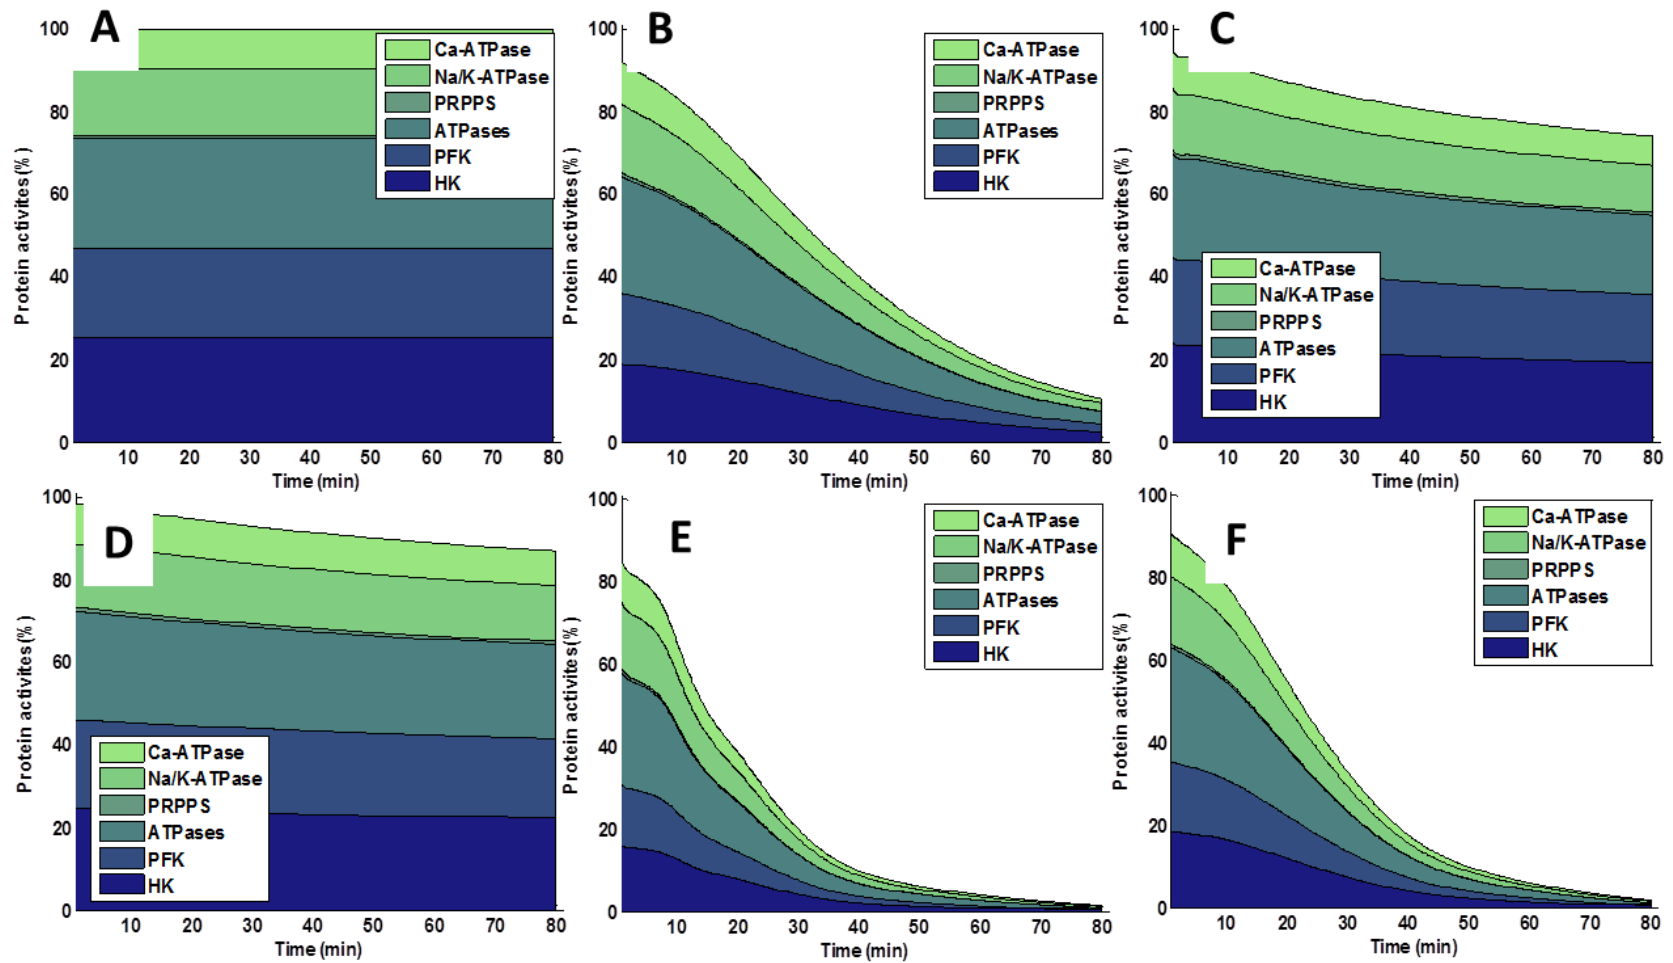 A
Protein activites(%)
100
80
60
40
20
0
10 20 30 40 50 60 70 80
Time (min)
Ca-ATPase
Na/K-ATPase
PRPPS
ATPases
PFK
HK
B
Protein activites(%)
100
80
60
40
20
0
10 20 30 40 50 60 70 80
Time (min)
Ca-ATPase
Na/K-ATPase
PRPPS
ATPases
PFK
HK
C
Protein activites(%)
100
80
60
40
20
0
10 20 30 40 50 60 70 80
Time (min)
Ca-ATPase
Na/K-ATPase
PRPPS
ATPases
PFK
HK
D
Protein activites(%)
100
80
60
40
20
0
10 20 30 40 50 60 70 80
Time (min)
Ca-ATPase
Na/K-ATPase
PRPPS
ATPases
PFK
HK
E
Protein activites(%)
100
80
60
40
20
0
10 20 30 40 50 60 70 80
Time (min)
Ca-ATPase
Na/K-ATPase
PRPPS
ATPases
PFK
HK
F
Protein activites(%)
100
80
60
40
20
0
10 20 30 40 50 60 70 80
Time (min)
Ca-ATPase
Na/K-ATPase
PRPPS
ATPases
PFK
HK